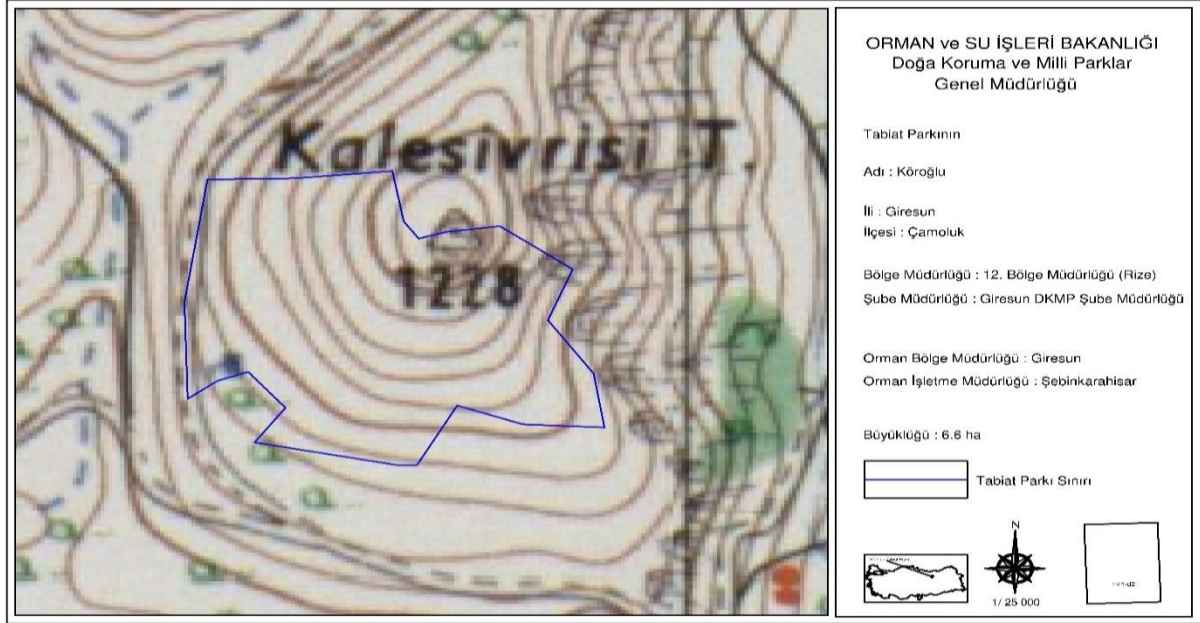 Kalesivrisi T.
1228
ORMAN ve SU İŞLERİ BAKANLIĞI
Doğa Koruma ve Milli Parklar
Genel Müdürlüğü
Tabiat Parkının
Adı : Köroğlu
İli : Giresun
İlçesi : Çamoluk
Bölge Müdürlüğü : 12. Bölge Müdürlüğü (Rize)
Şube Müdürlüğü : Giresun DKMP Şube Müdürlüğü
Orman Bölge Müdürlüğü : Giresun
Orman İşletme Müdürlüğü : Şebinkarahisar
Büyüklüğü : 6.6 ha
Tabiat Parkı Sınırı
N
1/ 25 000